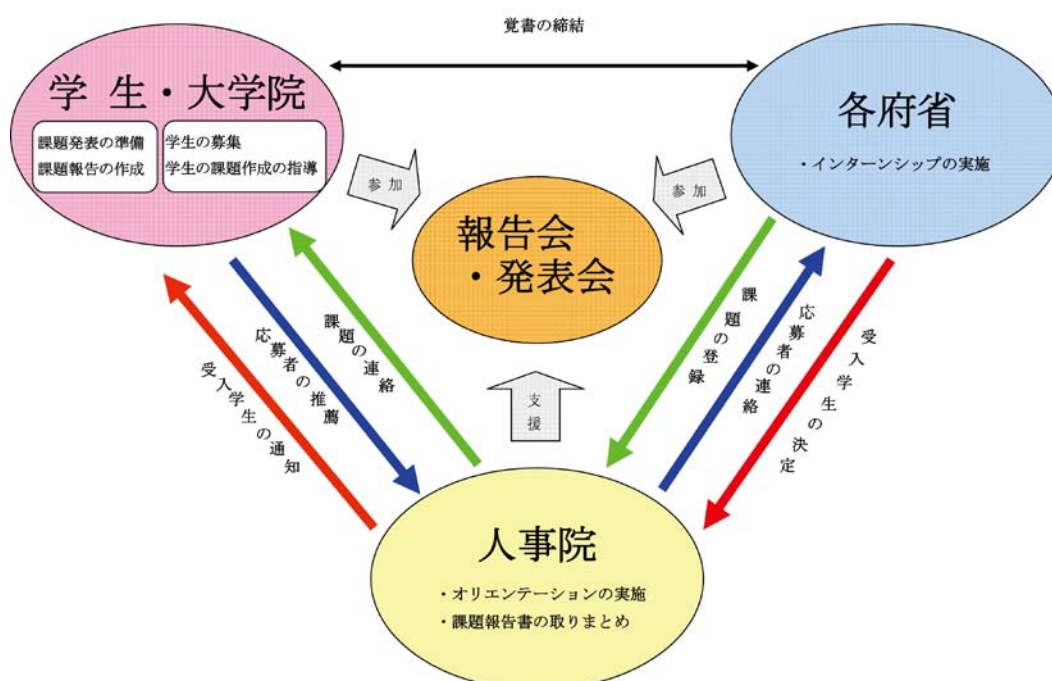 覚書の締結
学生・大学院
課題発表の準備
課題報告の作成
学生の募集
学生の課題作成の指導
各府省
・インターンシップの実施
参加
参加
報告会
・発表会
課題の連絡
応募者の推薦
受入学生の通知
課題の登録
応募者の連絡
受入学生の決定
支援
人事院
・オリエンテーションの実施
・課題報告書の取りまとめ